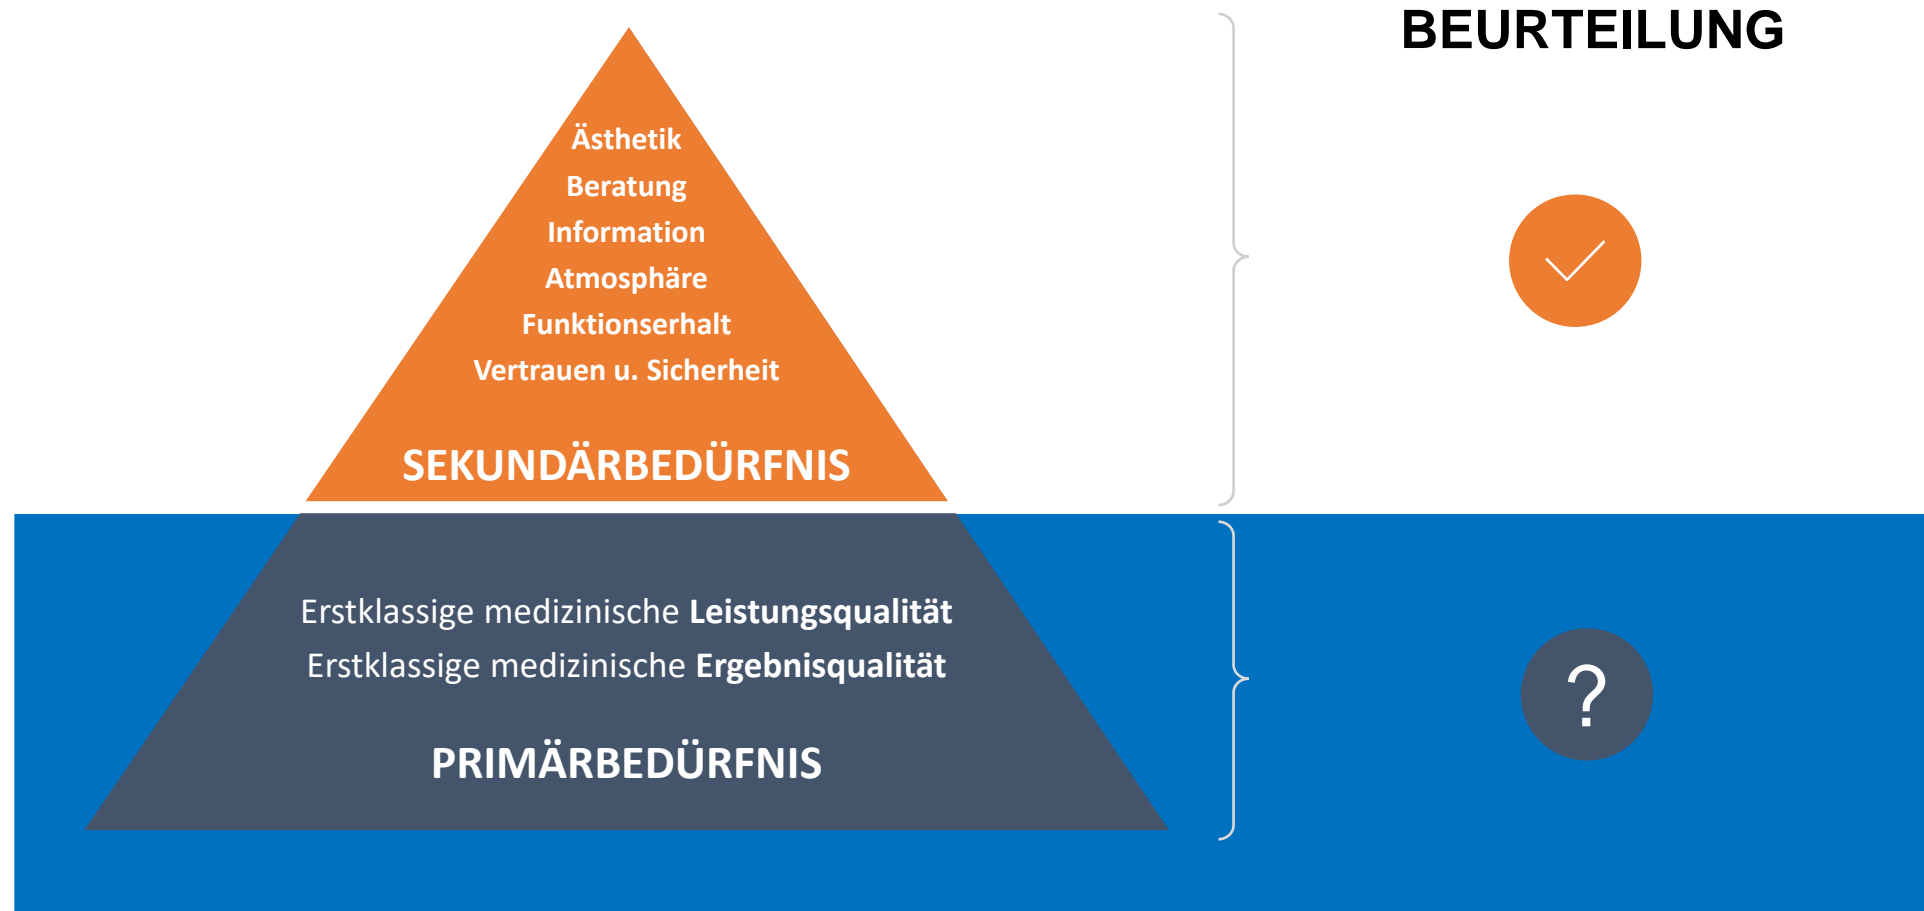 BEURTEILUNG
Ästhetik
Beratung
Information
Atmosphäre
Funktionserhalt
Vertrauen u. Sicherheit
SEKUNDÄRBEDÜRFNIS
Erstklassige medizinische Leistungsqualität
Erstklassige medizinische Ergebnisqualität
?
PRIMÄRBEDÜRFNIS